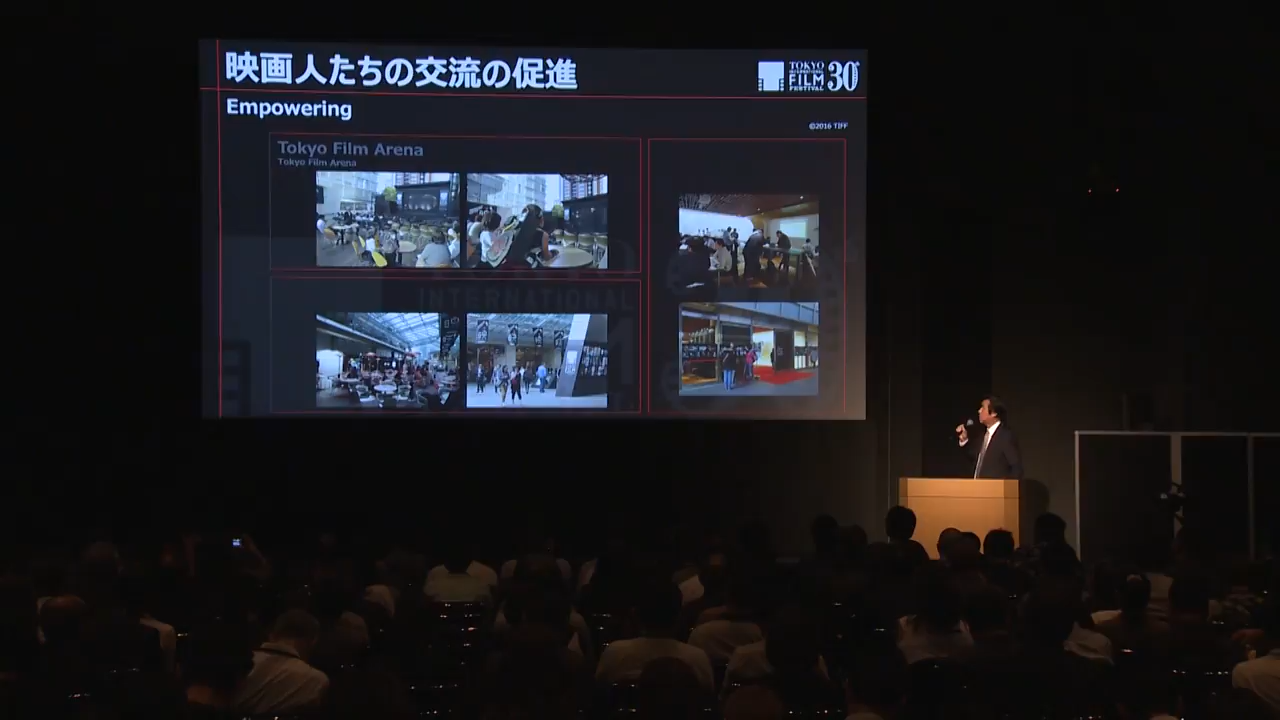 映画人たちの交流の促進
TOKYO
INTERNATIONAL
FILM
FESTIVAL
30
Empowering
©2016 TIFF
Tokyo Film Arena
Tokyo Film Arena
INTERNATIONAL